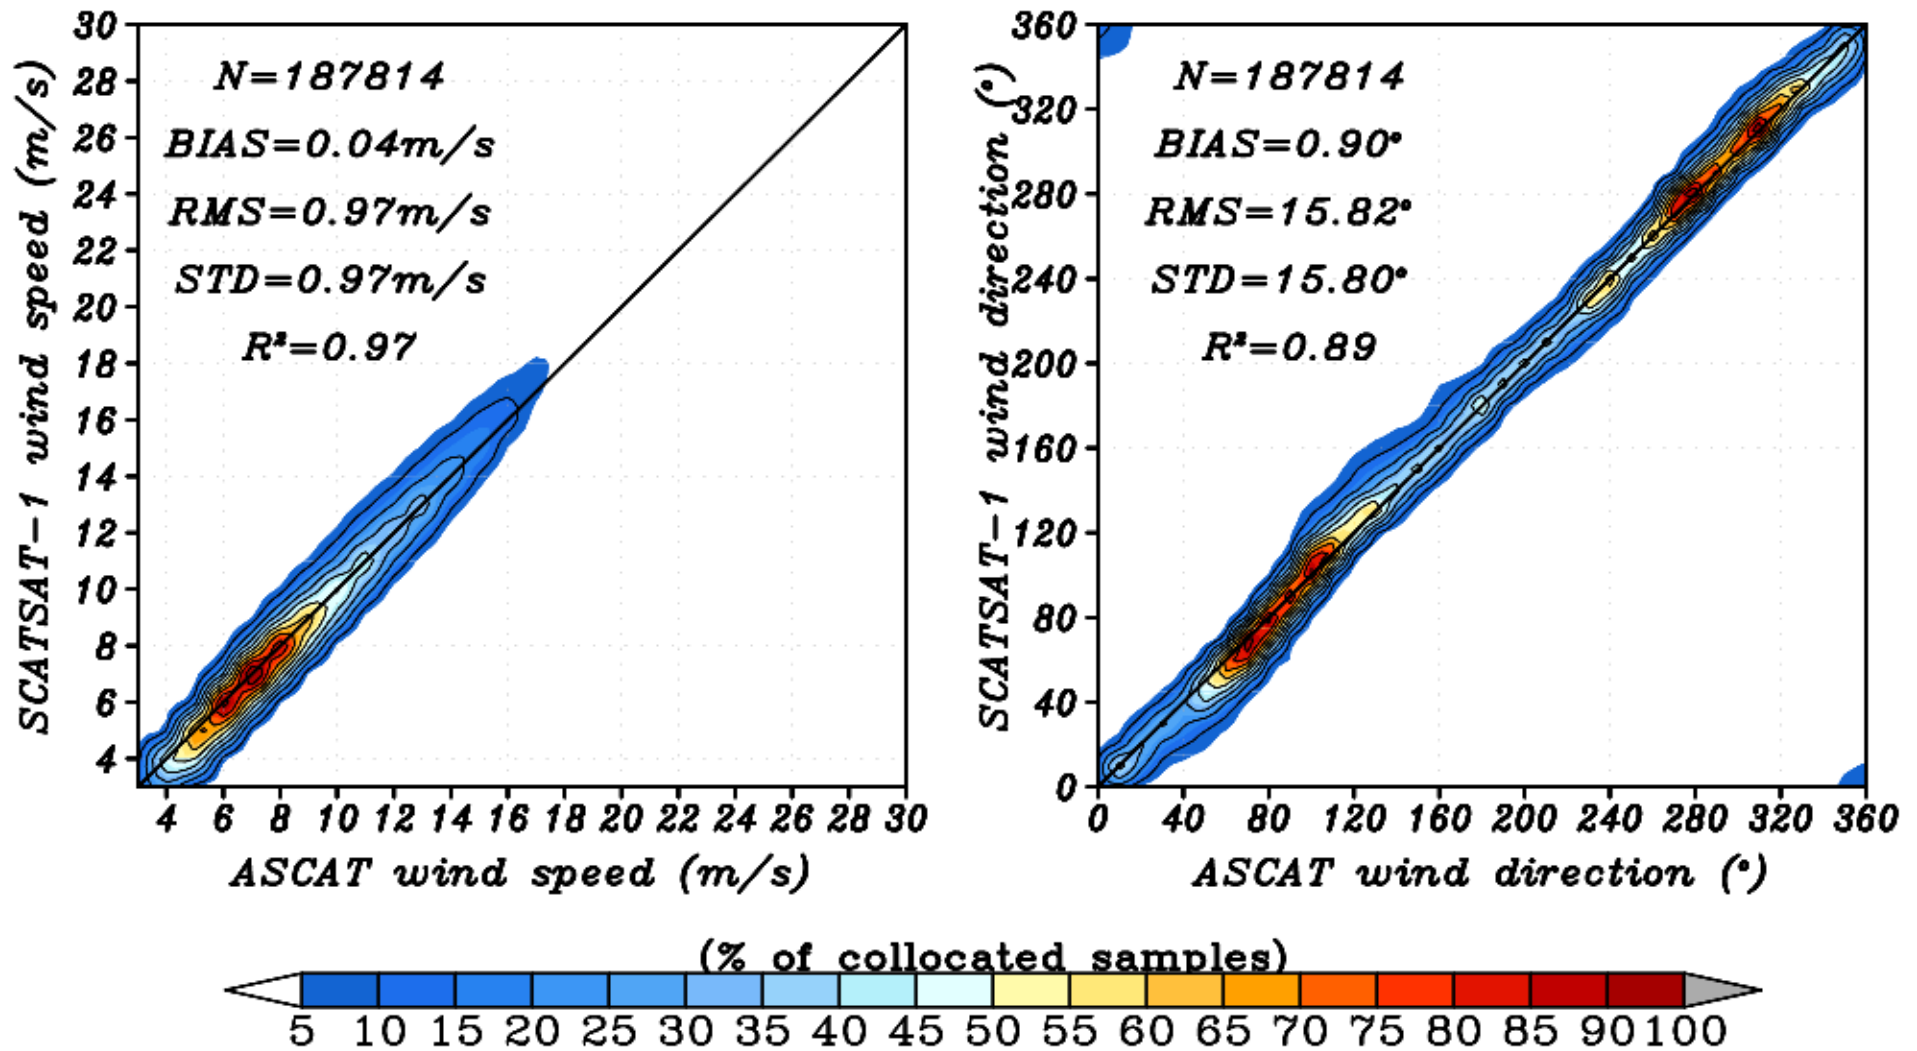 30
28
26
24
22
20
18
16
14
12
10
8
6
4
SCATSAT-1 wind speed (m/s)
N=187814
BIAS=0.04m/s
RMS=0.97m/s
STD=0.97m/s
R²=0.97
4 6 8 10 12 14 16 18 20 22 24 26 28 30
ASCAT wind speed (m/s)
360
320
280
240
200
160
120
80
40
0
SCATSAT-1 wind direction (°)
N=187814
BIAS=0.90°
RMS=15.82°
STD=15.80°
R²=0.89
0 40 80 120 160 200 240 280 320 360
ASCAT wind direction (°)
(% of collocated samples)
5 10 15 20 25 30 35 40 45 50 55 60 65 70 75 80 85 90 100